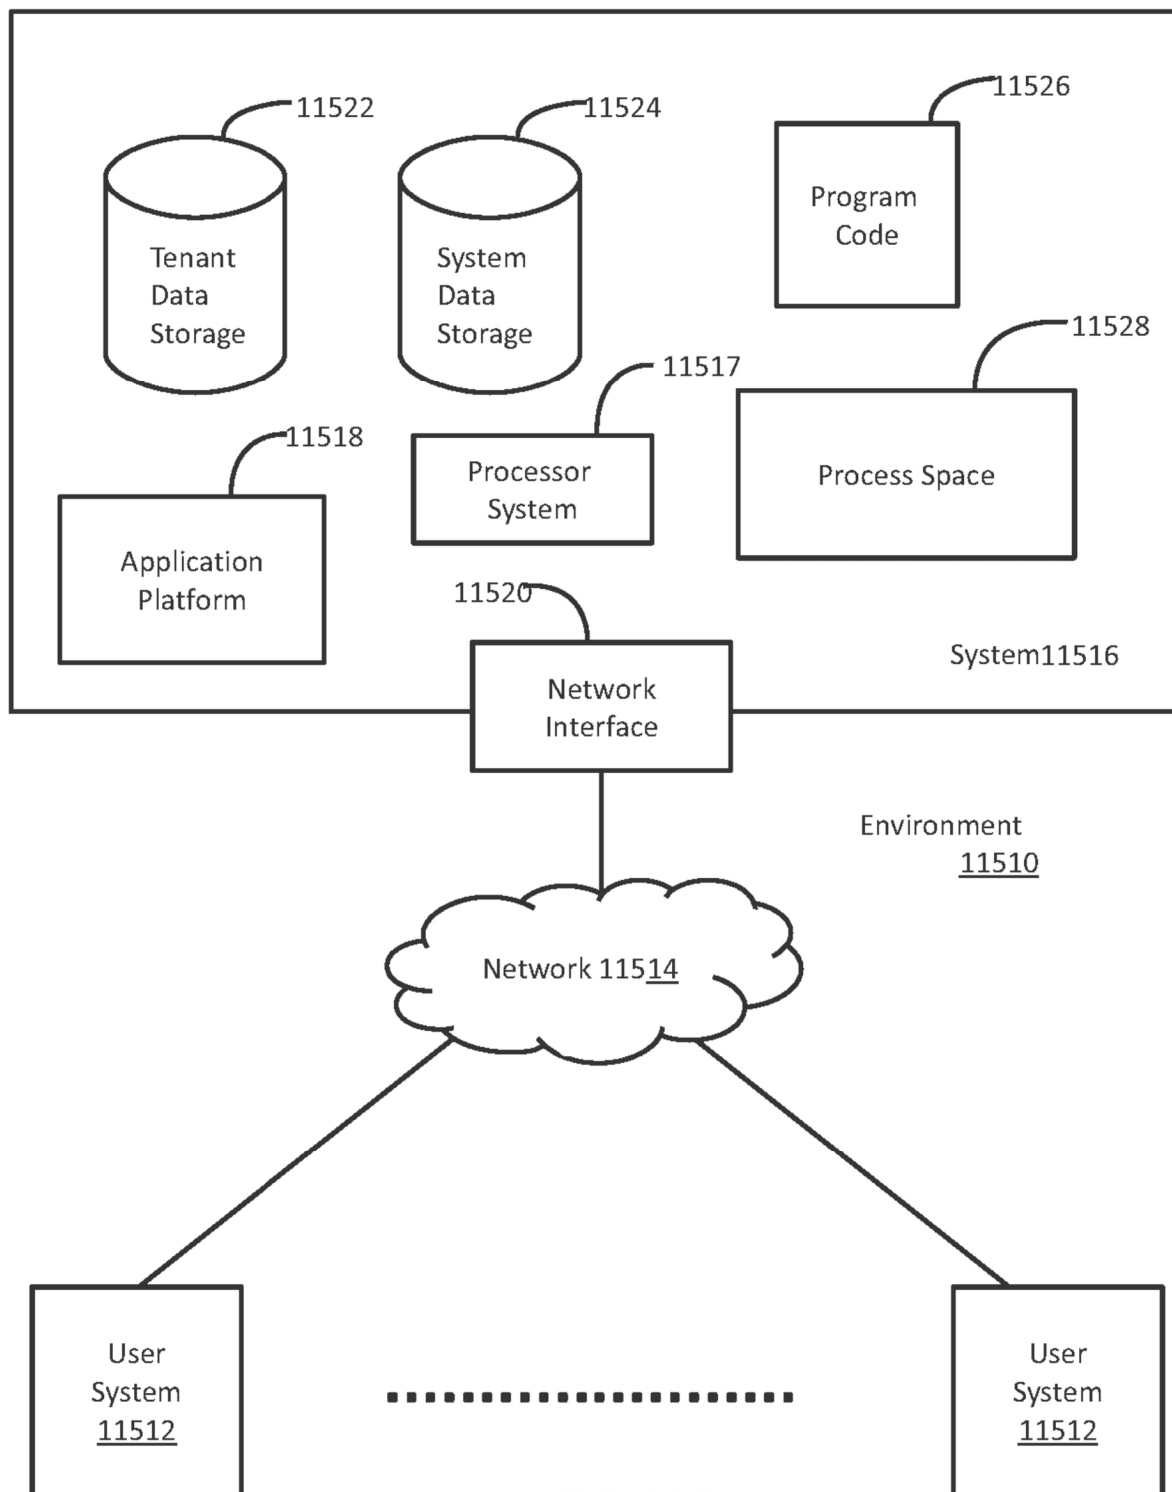 11522
11524
11526
Program
Code
Tenant
Data
Storage
System
Data
Storage
11528
11517
11518
Processor
System
Process Space
Application
Platform
11520
System11516
Network
Interface
Environment
11510
Network 11514
User
System
11512
User
System
11512